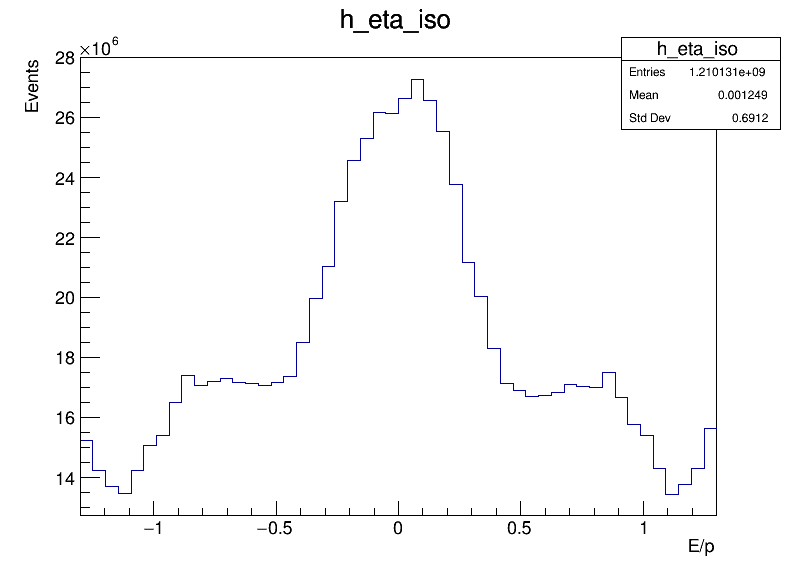 h_eta_iso
×10⁶
Events
28
26
24
22
20
18
16
14
−1
−0.5
0
0.5
1
E/p
h_eta_iso
Entries 1.210131e+09
Mean 0.001249
Std Dev 0.6912